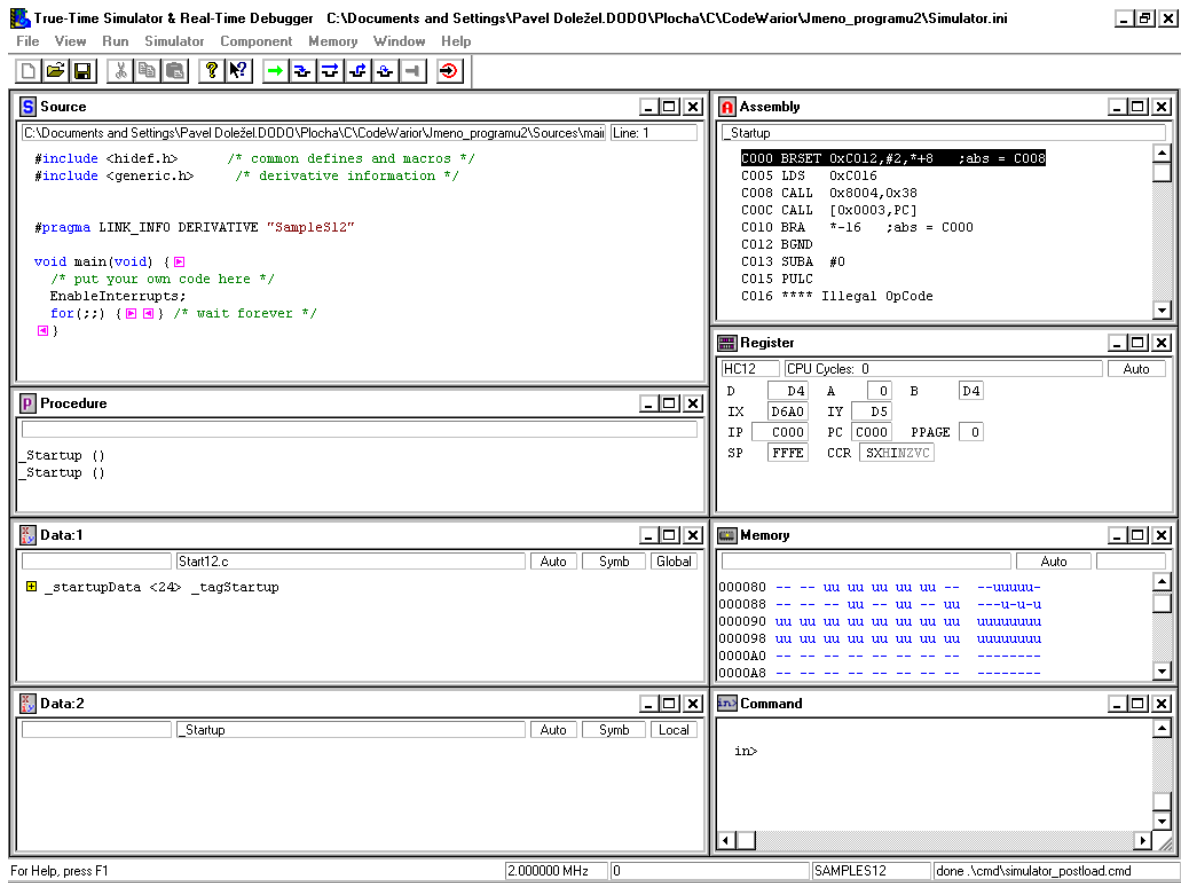 True-Time Simulator & Real-Time Debugger   C:\Documents and Settings\Pavel Doležel.DODO\Plocha\C\CodeWarior\Jmeno_programu2\Simulator.ini
File View Run Simulator Component Memory Window Help
Source
C:\Documents and Settings\Pavel Doležel.DODO\Plocha\C\CodeWarior\Jmeno_programu2\Sources\mai Line: 1
#include <hidef.h>      /* common defines and macros */
#include <generic.h>     /* derivative information */
#pragma LINK_INFO DERIVATIVE "SampleS12"
void main(void) {
/* put your own code here */
EnableInterrupts;
for(;;) { } /* wait forever */
}
Procedure
_Startup ()
_Startup ()
Data:1
Start12.c Auto Symb Global
_startupData <24> _tagStartup
Data:2
_Startup Auto Symb Local
Assembly
_Startup
C000 BRSET 0xC012,#2,*+8   ;abs = C008
C005 LDS   0xC016
C008 CALL  0x8004,0x38
C00C CALL  [0x0003,PC]
C010 BRA   *-16   ;abs = C000
C012 BGND
C013 SUBA  #0
C015 PULC
C016 **** Illegal OpCode
Register
HC12 CPU Cycles: 0 Auto
D D4 A 0 B D4
IX D6A0 IY D5
IP C000 PC C000 PPAGE 0
SP FFFE CCR SXHINZVC
Memory
Auto
000080 -- -- uu uu uu uu uu --  --uuuuu-
000088 -- -- -- uu -- uu -- uu  ---u-u-u
000090 uu uu uu uu uu uu uu uu  uuuuuuuu
000098 uu uu uu uu uu uu uu uu  uuuuuuuu
0000A0 -- -- -- -- -- -- -- --  --------
0000A8 -- -- -- -- -- -- -- --  --------
Command
in>
For Help, press F1 2.000000 MHz 0 SAMPLES12 done .\cmd\simulator_postload.cmd